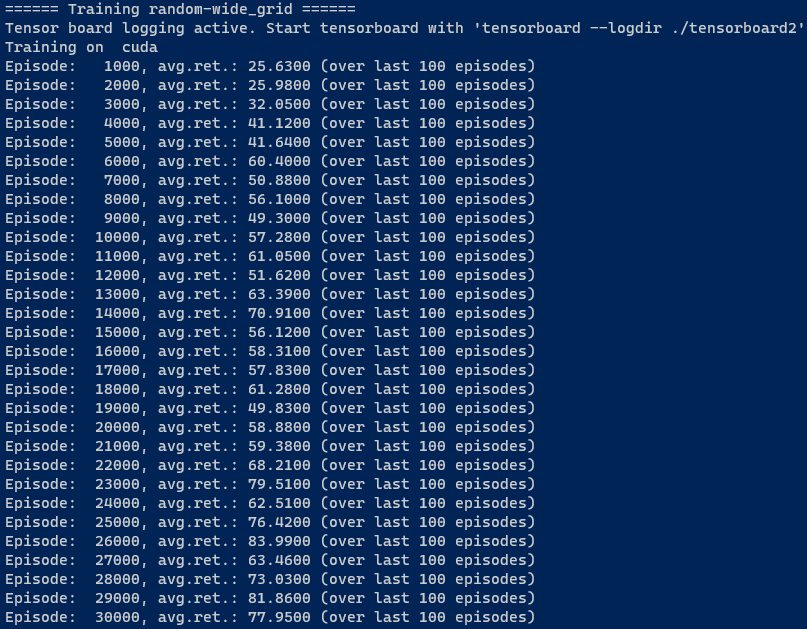 ====== Training random-wide_grid ======
Tensor board logging active. Start tensorboard with 'tensorboard --logdir ./tensorboard2'
Training on  cuda
Episode:   1000, avg.ret.: 25.6300 (over last 100 episodes)
Episode:   2000, avg.ret.: 25.9800 (over last 100 episodes)
Episode:   3000, avg.ret.: 32.0500 (over last 100 episodes)
Episode:   4000, avg.ret.: 41.1200 (over last 100 episodes)
Episode:   5000, avg.ret.: 41.6400 (over last 100 episodes)
Episode:   6000, avg.ret.: 60.4000 (over last 100 episodes)
Episode:   7000, avg.ret.: 50.8800 (over last 100 episodes)
Episode:   8000, avg.ret.: 56.1000 (over last 100 episodes)
Episode:   9000, avg.ret.: 49.3000 (over last 100 episodes)
Episode:  10000, avg.ret.: 57.2800 (over last 100 episodes)
Episode:  11000, avg.ret.: 61.0500 (over last 100 episodes)
Episode:  12000, avg.ret.: 51.6200 (over last 100 episodes)
Episode:  13000, avg.ret.: 63.3900 (over last 100 episodes)
Episode:  14000, avg.ret.: 70.9100 (over last 100 episodes)
Episode:  15000, avg.ret.: 56.1200 (over last 100 episodes)
Episode:  16000, avg.ret.: 58.3100 (over last 100 episodes)
Episode:  17000, avg.ret.: 57.8300 (over last 100 episodes)
Episode:  18000, avg.ret.: 61.2800 (over last 100 episodes)
Episode:  19000, avg.ret.: 49.8300 (over last 100 episodes)
Episode:  20000, avg.ret.: 58.8800 (over last 100 episodes)
Episode:  21000, avg.ret.: 59.3800 (over last 100 episodes)
Episode:  22000, avg.ret.: 68.2100 (over last 100 episodes)
Episode:  23000, avg.ret.: 79.5100 (over last 100 episodes)
Episode:  24000, avg.ret.: 62.5100 (over last 100 episodes)
Episode:  25000, avg.ret.: 76.4200 (over last 100 episodes)
Episode:  26000, avg.ret.: 83.9900 (over last 100 episodes)
Episode:  27000, avg.ret.: 63.4600 (over last 100 episodes)
Episode:  28000, avg.ret.: 73.0300 (over last 100 episodes)
Episode:  29000, avg.ret.: 81.8600 (over last 100 episodes)
Episode:  30000, avg.ret.: 77.9500 (over last 100 episodes)